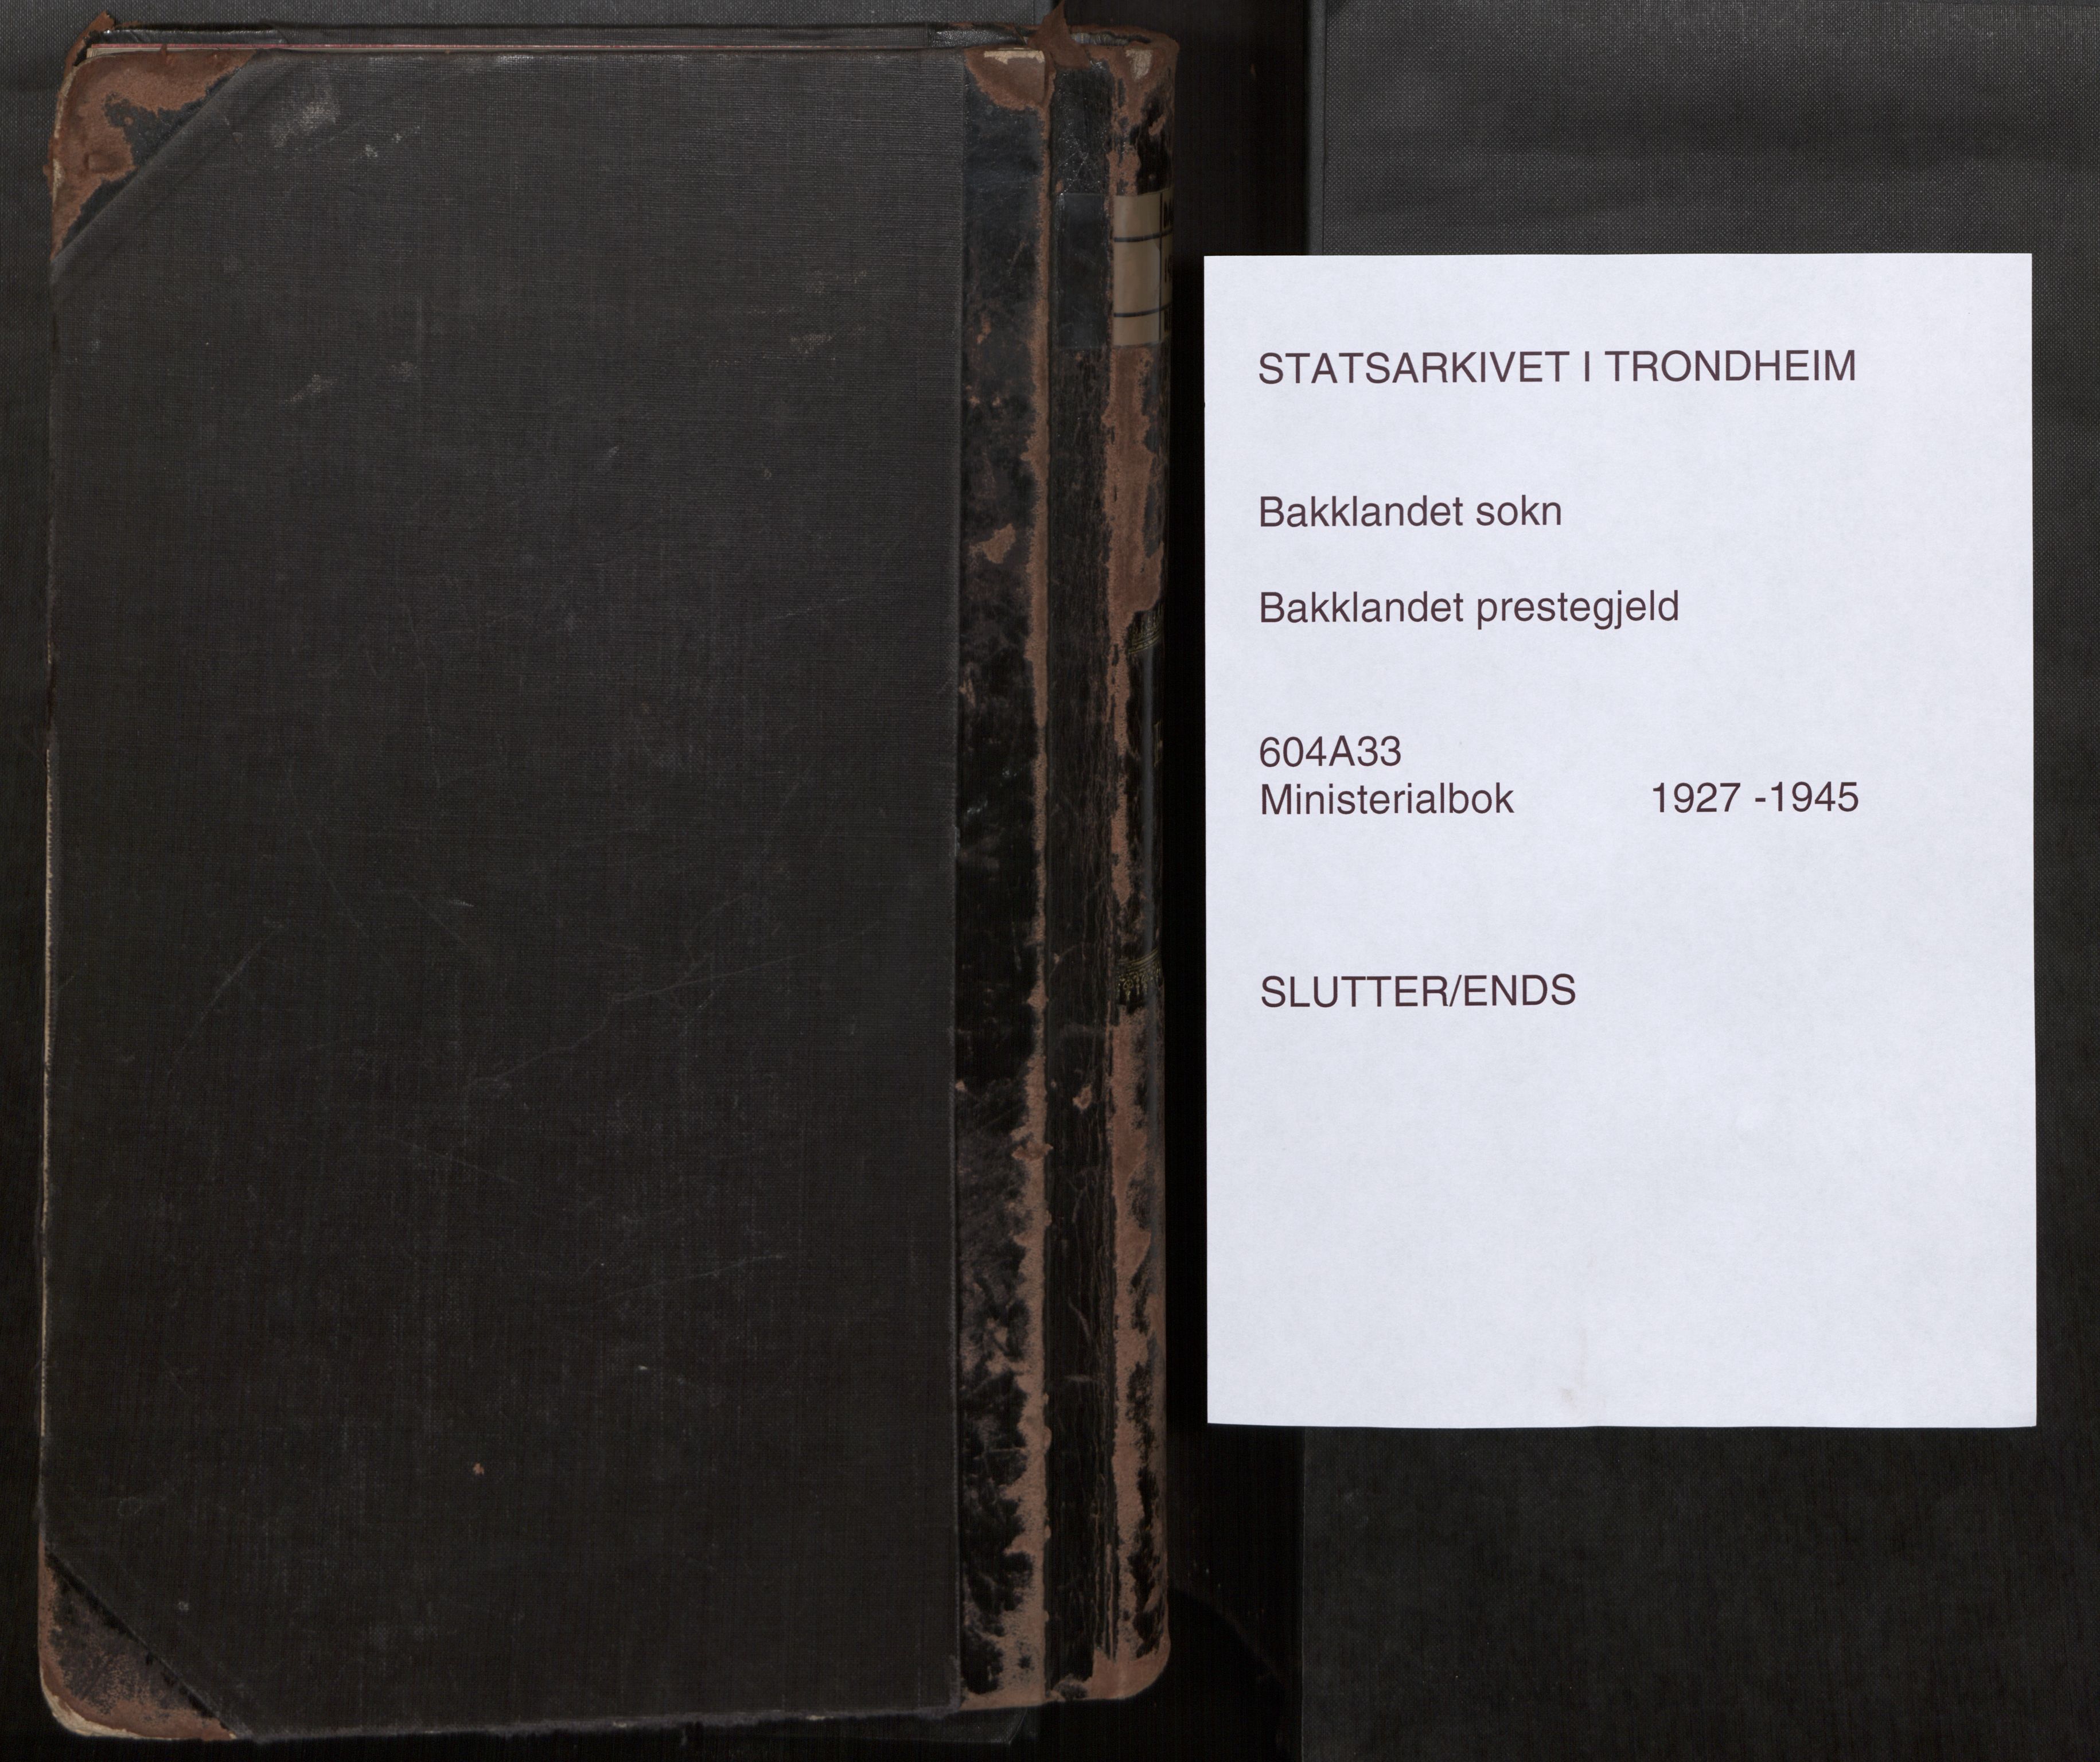 STATSARKIVET I TRONDHEIM
Bakklandet sokn
Bakklandet prestegjeld
604A33
Ministerialbok 1927 -1945
SLUTTER/ENDS